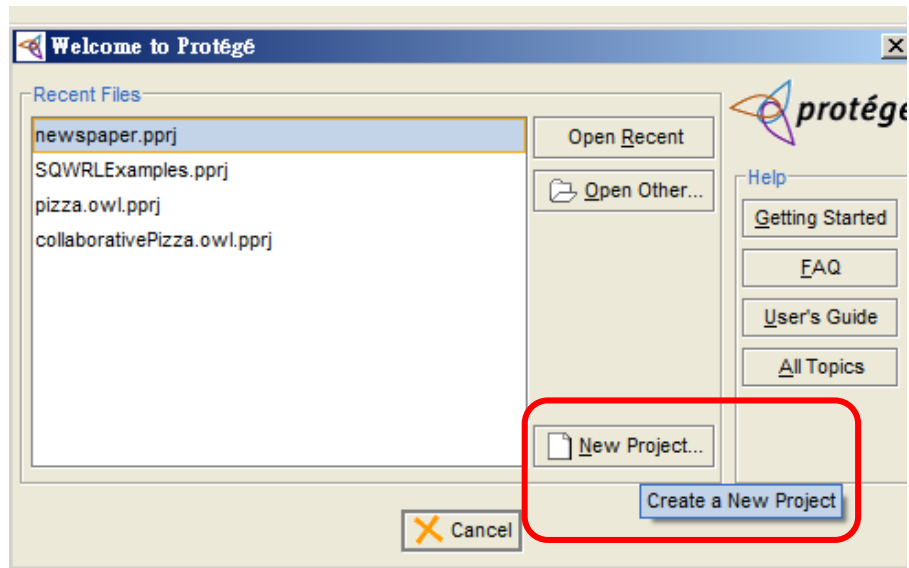 Welcome to Protégé
Recent Files
newspaper.pprj
SQWRLExamples.pprj
pizza.owl.pprj
collaborativePizza.owl.pprj
Open Recent
Open Other...
New Project...
Create a New Project
Cancel
protégé
Help
Getting Started
FAQ
User's Guide
All Topics